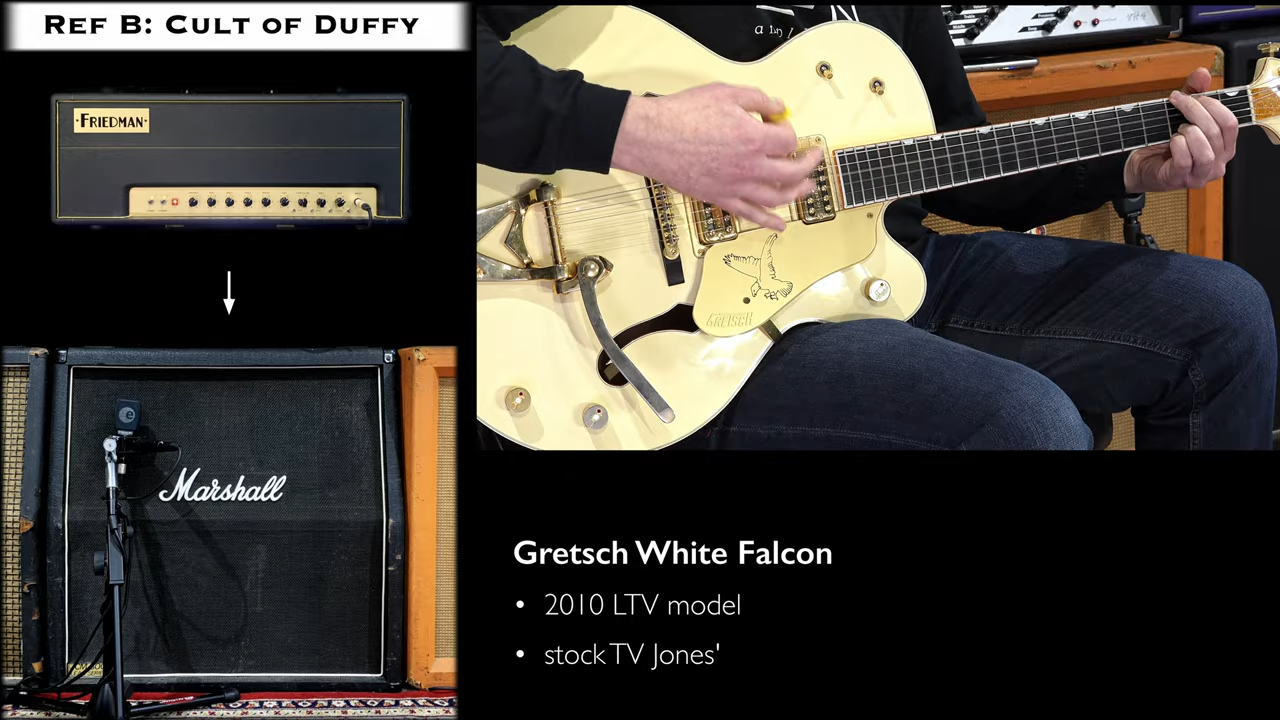 Ref B: Cult of Duffy
·FRIEDMAN·
Marshall
e
GRETSCH
Gretsch White Falcon
• 2010 LTV model
• stock TV Jones'